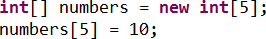 int[] numbers = new int[5];
numbers[5] = 10;